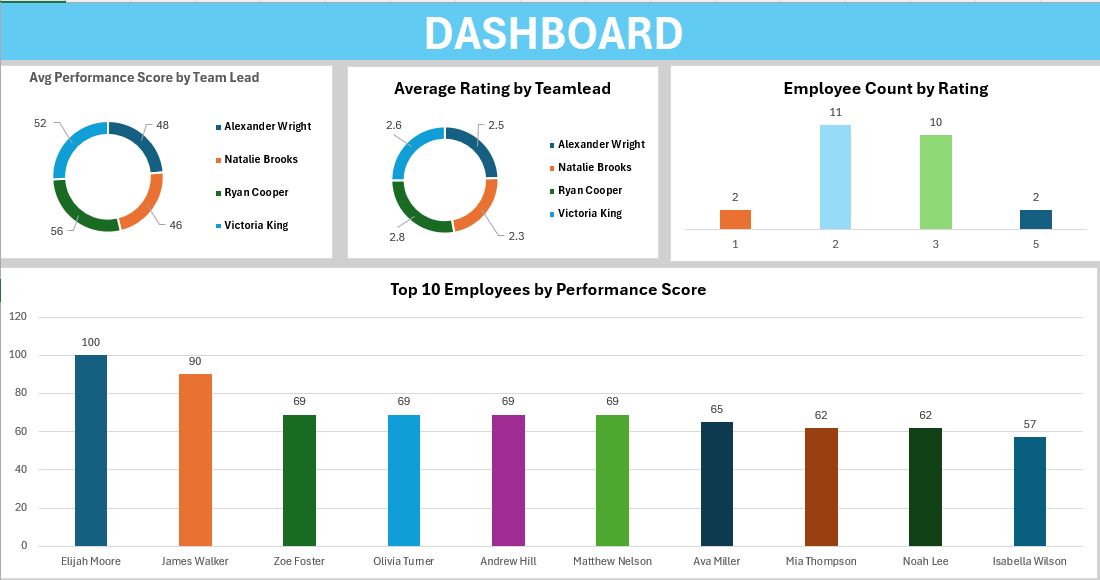 DASHBOARD
Avg Performance Score by Team Lead
52
48
56
46
Alexander Wright
Natalie Brooks
Ryan Cooper
Victoria King
Average Rating by Teamlead
2.6
2.5
2.8
2.3
Alexander Wright
Natalie Brooks
Ryan Cooper
Victoria King
Employee Count by Rating
2
11
10
2
1
2
3
5
Top 10 Employees by Performance Score
120
100
80
60
40
20
0
100
90
69
69
69
69
65
62
62
57
Elijah Moore
James Walker
Zoe Foster
Olivia Turner
Andrew Hill
Matthew Nelson
Ava Miller
Mia Thompson
Noah Lee
Isabella Wilson